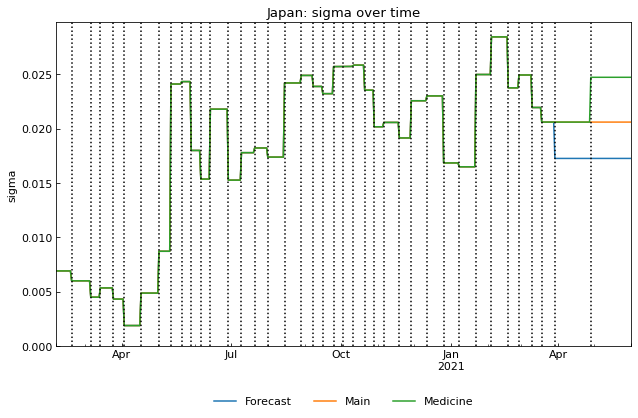 Japan: sigma over time
sigma
0.025
0.020
0.015
0.010
0.005
0.000
Apr
Jul
Oct
Jan
2021
Apr
Forecast
Main
Medicine